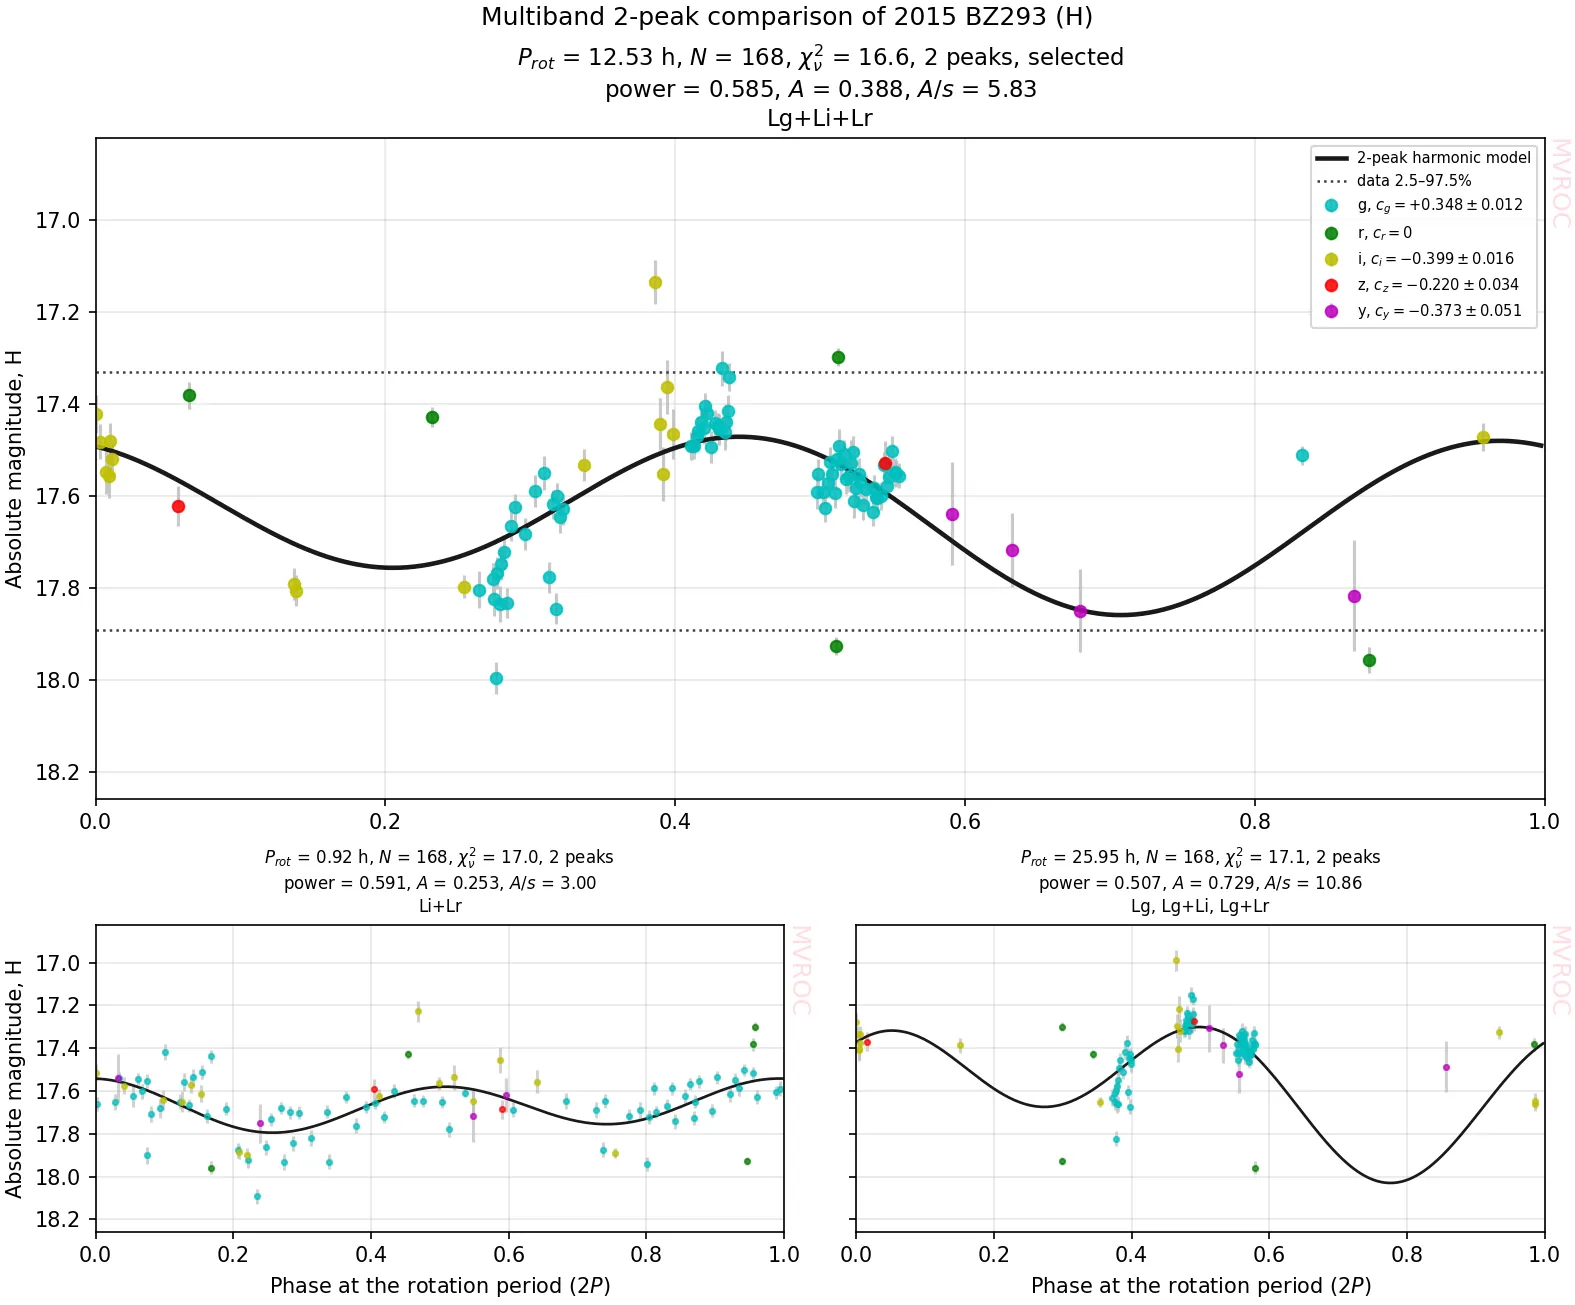 Multiband 2-peak comparison of 2015 BZ293 (H)
P_rot = 12.53 h, N = 168, χ²_ν = 16.6, 2 peaks, selected
power = 0.585, A = 0.388, A/s = 5.83
Lg+Li+Lr
MVROC
2-peak harmonic model
data 2.5–97.5%
g, c_g = +0.348 ± 0.012
r, c_r = 0
i, c_i = −0.399 ± 0.016
z, c_z = −0.220 ± 0.034
y, c_y = −0.373 ± 0.051
Absolute magnitude, H
17.0
17.2
17.4
17.6
17.8
18.0
18.2
0.0 0.2 0.4 0.6 0.8 1.0
P_rot = 0.92 h, N = 168, χ²_ν = 17.0, 2 peaks
power = 0.591, A = 0.253, A/s = 3.00
Li+Lr
MVROC
Absolute magnitude, H
17.0
17.2
17.4
17.6
17.8
18.0
18.2
0.0 0.2 0.4 0.6 0.8 1.0
Phase at the rotation period (2P)
P_rot = 25.95 h, N = 168, χ²_ν = 17.1, 2 peaks
power = 0.507, A = 0.729, A/s = 10.86
Lg, Lg+Li, Lg+Lr
MVROC
0.0 0.2 0.4 0.6 0.8 1.0
Phase at the rotation period (2P)